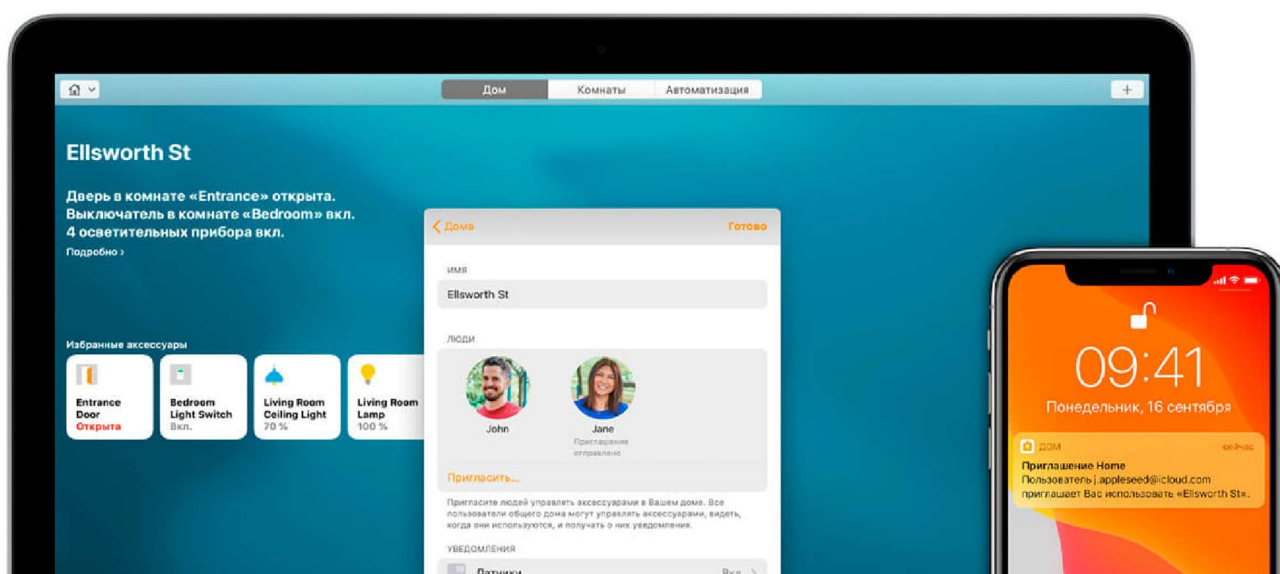 Дом
Комнаты
Автоматизация
+
Ellsworth St
Дверь в комнате «Entrance» открыта.
Выключатель в комнате «Bedroom» вкл.
4 осветительных прибора вкл.
Подробно ›
Избранные аксессуары
Entrance
Door
Открыта
Bedroom
Light Switch
Вкл.
Living Room
Ceiling Light
70 %
Living Room
Lamp
100 %
Дома
Готово
ИМЯ
Ellsworth St
ЛЮДИ
John
Jane
Приглашение
отправлено
Пригласить...
Пригласите людей управлять аксессуарами в Вашем доме. Все
пользователи общего дома могут управлять аксессуарами, видеть,
когда они используются, и получать о них уведомления.
УВЕДОМЛЕНИЯ
Датчики
Вкл. >
09:41
Понедельник, 16 сентября
ДОМ
сейчас
Приглашение Home
Пользователь j.appleseed@icloud.com
приглашает Вас использовать «Ellsworth St».